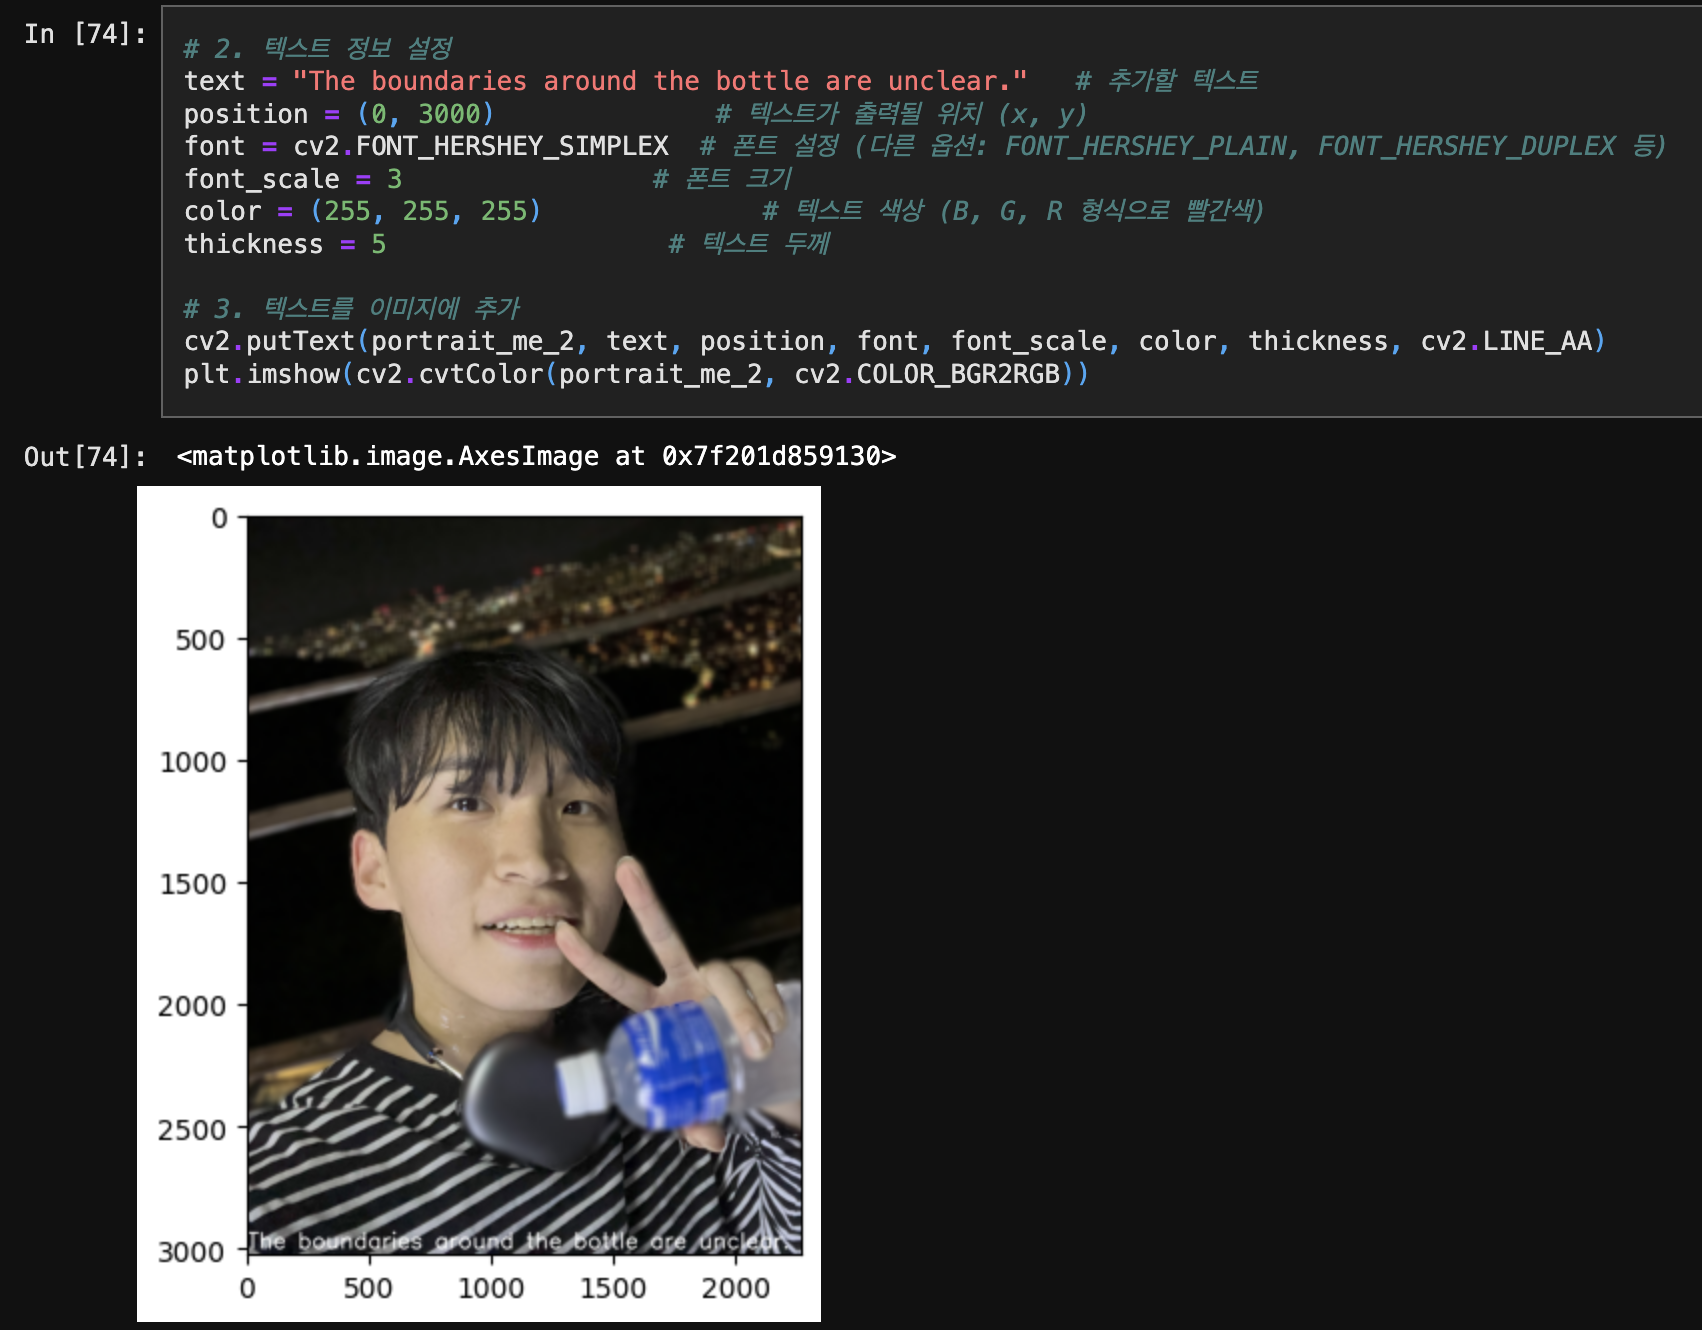 In [74]:
# 2. 텍스트 정보 설정
text = "The boundaries around the bottle are unclear."   # 추가할 텍스트
position = (0, 3000)              # 텍스트가 출력될 위치 (x, y)
font = cv2.FONT_HERSHEY_SIMPLEX  # 폰트 설정 (다른 옵션: FONT_HERSHEY_PLAIN, FONT_HERSHEY_DUPLEX 등)
font_scale = 3                # 폰트 크기
color = (255, 255, 255)              # 텍스트 색상 (B, G, R 형식으로 빨간색)
thickness = 5                  # 텍스트 두께
# 3. 텍스트를 이미지에 추가
cv2.putText(portrait_me_2, text, position, font, font_scale, color, thickness, cv2.LINE_AA)
plt.imshow(cv2.cvtColor(portrait_me_2, cv2.COLOR_BGR2RGB))
Out[74]: <matplotlib.image.AxesImage at 0x7f201d859130>
0
500
1000
1500
2000
2500
3000
The boundaries around the bottle are unclear.
0 500 1000 1500 2000